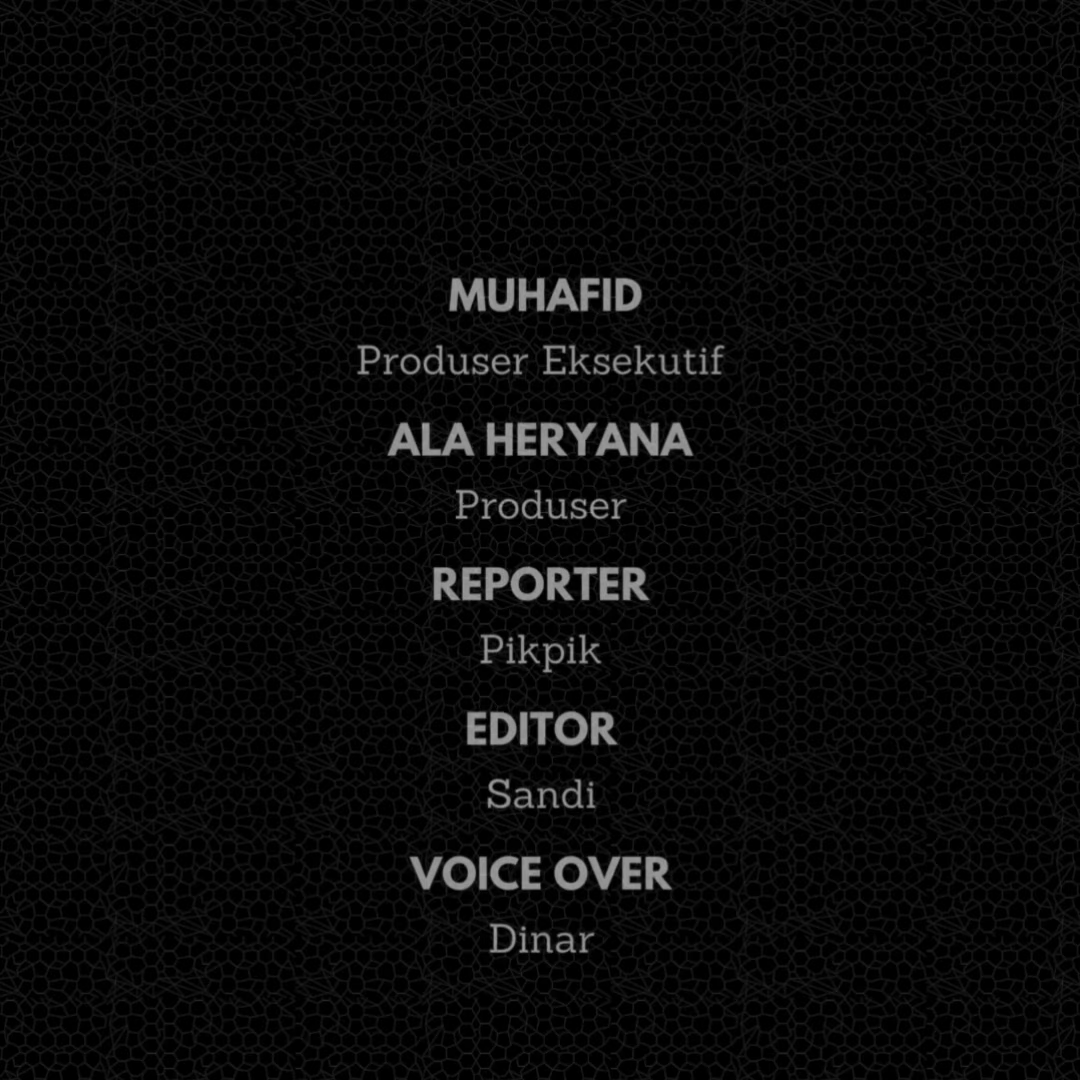 MUHAFID
Produser Eksekutif
ALA HERYANA
Produser
REPORTER
Pikpik
EDITOR
Sandi
VOICE OVER
Dinar